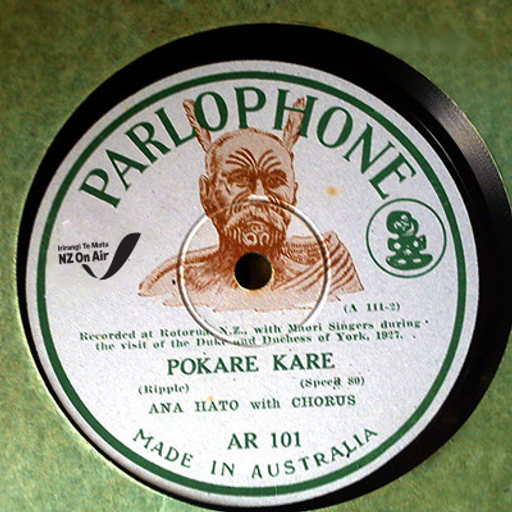 PARLOPHONE
Irirangi Te Motu
NZ On Air
(A 111-2)
Recorded at Rotorua N.Z., with Maori Singers during
the visit of the Duke and Duchess of York, 1927.
POKARE KARE
(Ripple) (Speed 80)
ANA HATO with CHORUS
AR 101
MADE IN AUSTRALIA